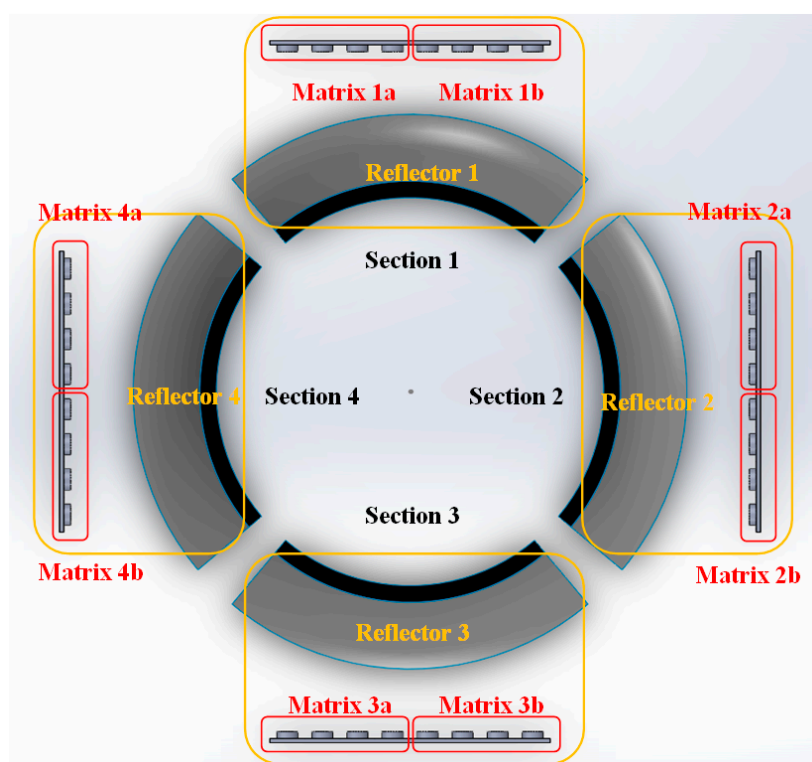 Matrix 1a Matrix 1b
Reflector 1
Matrix 4a
Matrix 2a
Section 1
Reflector 4
Section 4
Section 2
Reflector 2
Section 3
Matrix 4b
Matrix 2b
Reflector 3
Matrix 3a Matrix 3b